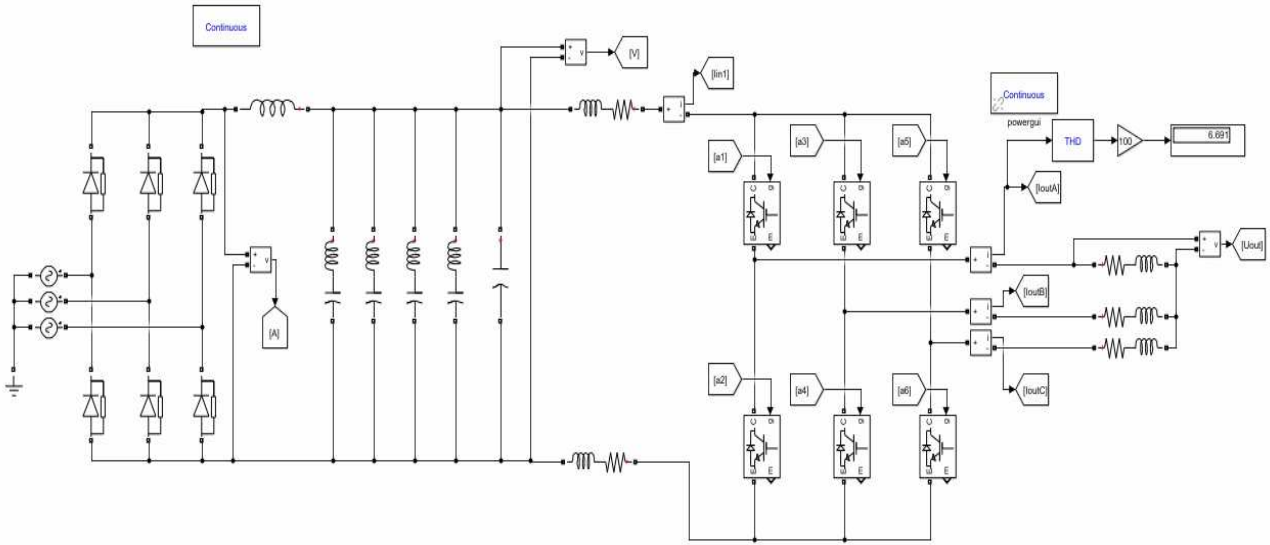 Continuous
+
-
v
[V]
[Iin1]
+
i
-
Continuous
powergui
THD
100
6.691
[a1]
[a3]
[a5]
g
C
E
E
g
C
E
E
g
C
E
E
[IoutA]
+
-
v
[A]
+
i
-
+
-
v
[Uout]
[IoutB]
+
i
-
+
i
-
[IoutC]
[a2]
[a4]
[a6]
g
C
E
E
g
C
E
E
g
C
E
E